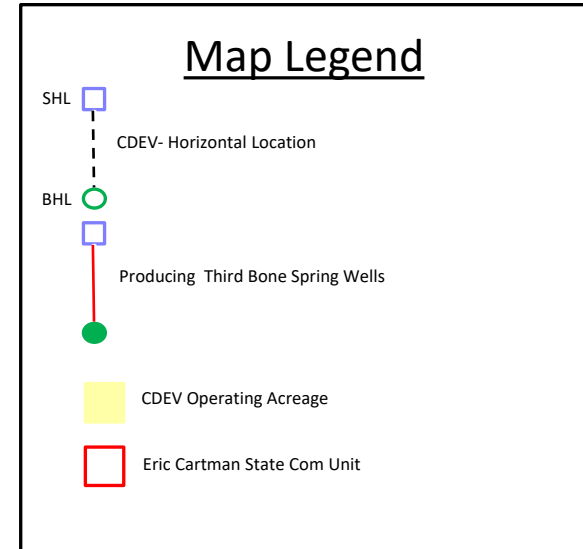 Map Legend
SHL
CDEV- Horizontal Location
BHL
Producing Third Bone Spring Wells
CDEV Operating Acreage
Eric Cartman State Com Unit